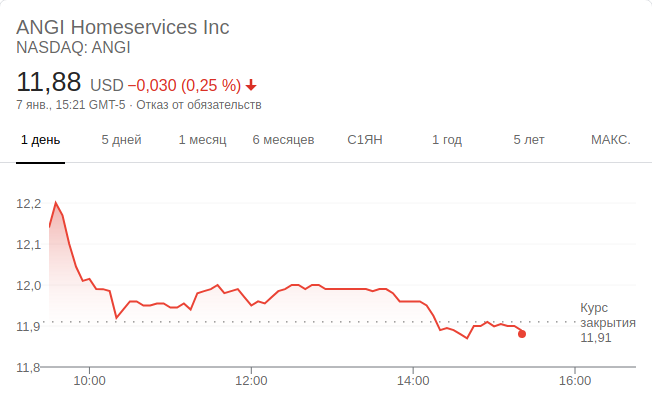 ANGI Homeservices Inc
NASDAQ: ANGI
11,88 USD −0,030 (0,25 %)
7 янв., 15:21 GMT-5 · Отказ от обязательств
1 день 5 дней 1 месяц 6 месяцев С1ЯН 1 год 5 лет МАКС.
12,2
12,1
12,0
11,9
11,8
Курс
закрытия
11,91
10:00 12:00 14:00 16:00